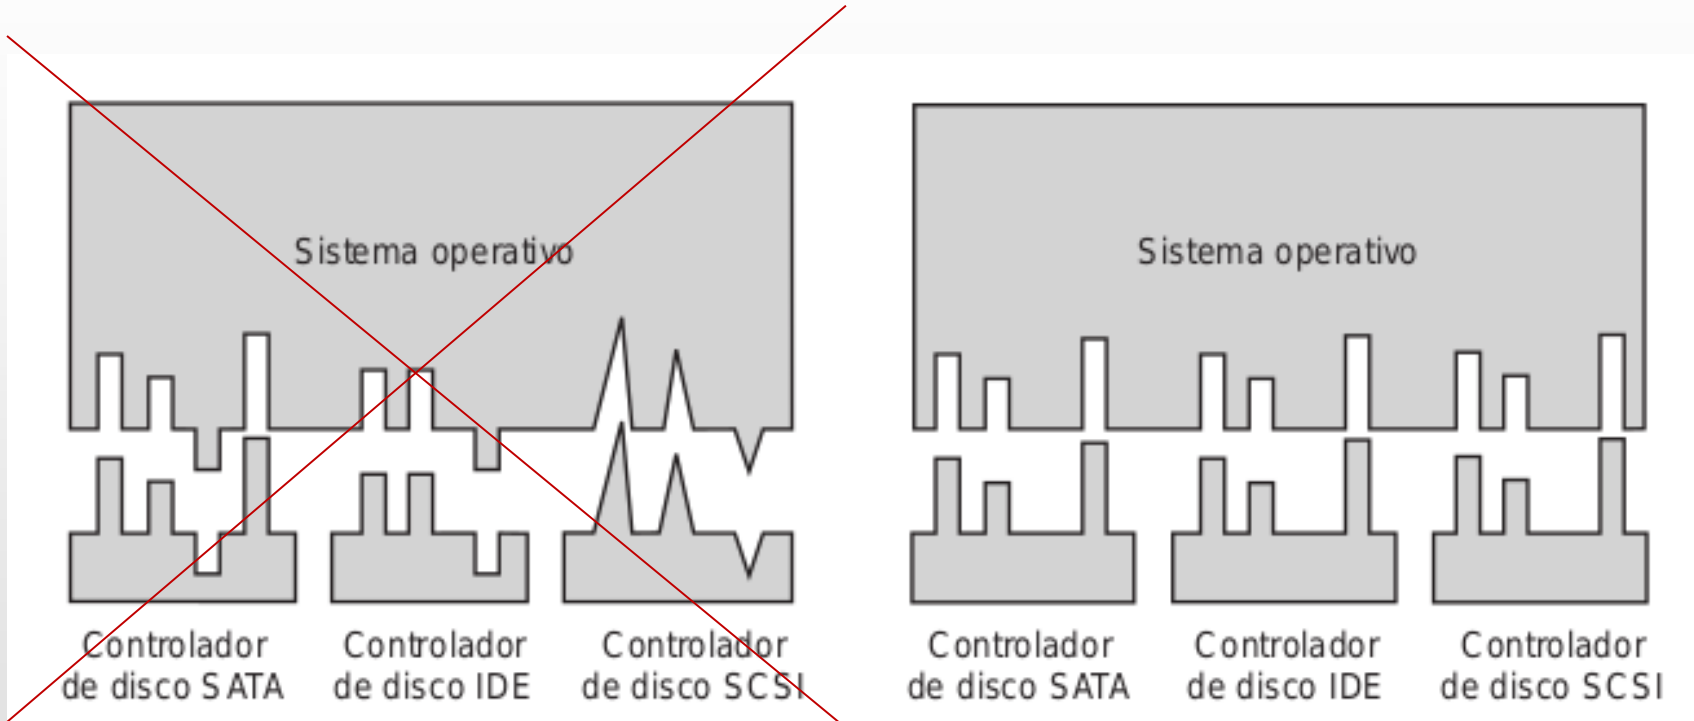 Sistema operativo
Controlador
de disco SATA
Controlador
de disco IDE
Controlador
de disco SCSI
Sistema operativo
Controlador
de disco SATA
Controlador
de disco IDE
Controlador
de disco SCSI